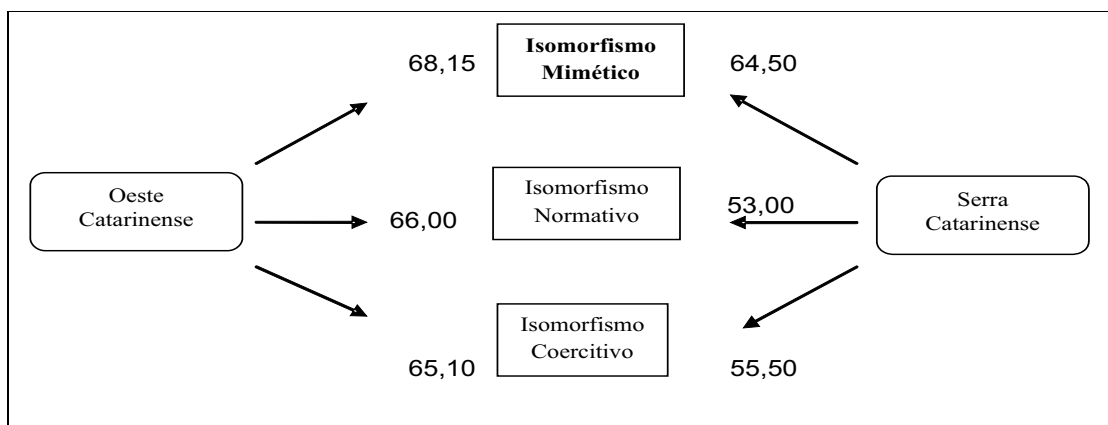 Isomorfismo
Mimético
68,15
64,50
Oeste
Catarinense
Isomorfismo
Normativo
66,00
53,00
Serra
Catarinense
Isomorfismo
Coercitivo
65,10
55,50